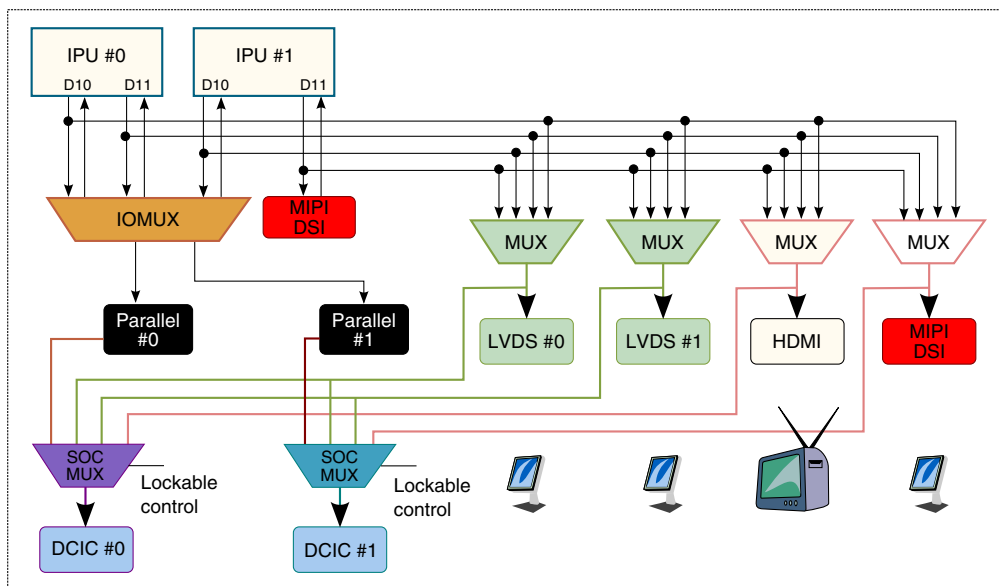 IPU #0
IPU #1
D10
D11
D10
D11
IOMUX
MIPI
DSI
MUX
MUX
MUX
MUX
Parallel
#0
Parallel
#1
LVDS #0
LVDS #1
HDMI
MIPI
DSI
SOC
MUX
Lockable
control
SOC
MUX
Lockable
control
DCIC #0
DCIC #1